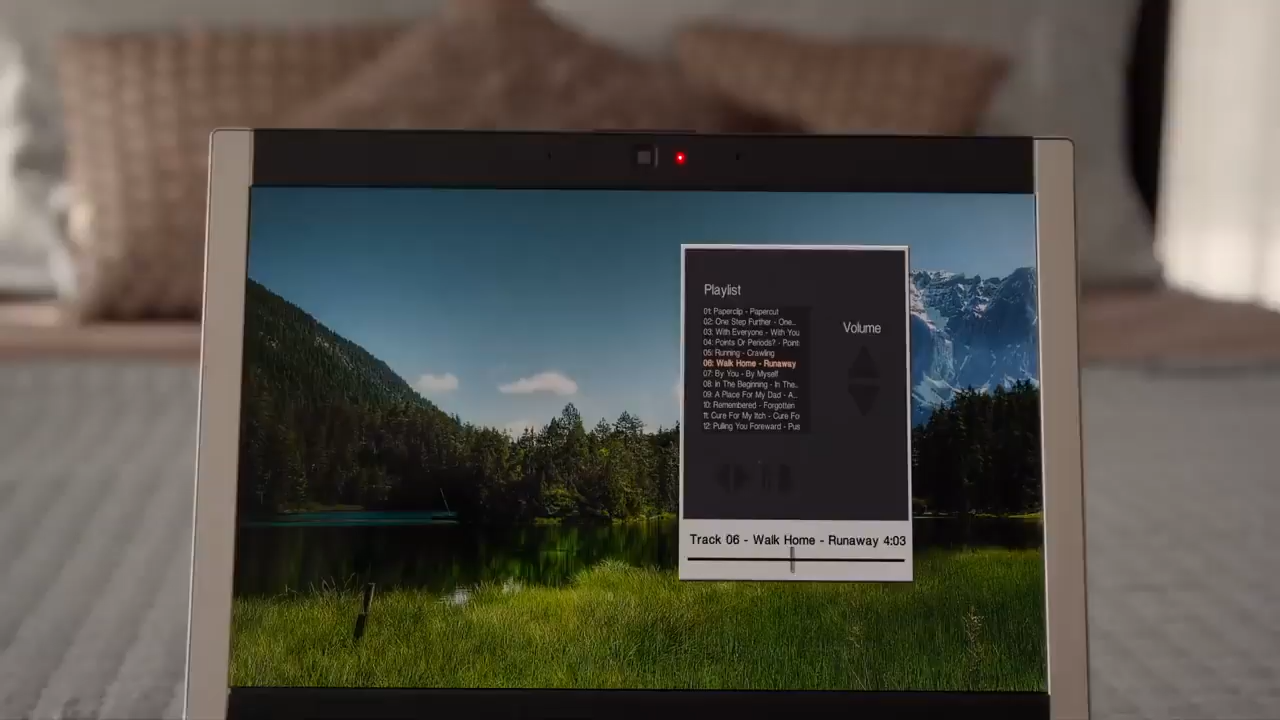 Playlist
01: Paperclip - Papercut
02: One Step Further - One...
03: With Everyone - With You
04: Points Or Periods? - Point
05: Running - Crawling
06: Walk Home - Runaway
07: By You - By Myself
08: In The Beginning - In The...
09: A Place For My Dad - A...
10: Remembered - Forgotten
11: Cure For My Itch - Cure Fo
12: Pulling You Foreward - Pus
Volume
Track 06 - Walk Home - Runaway 4:03